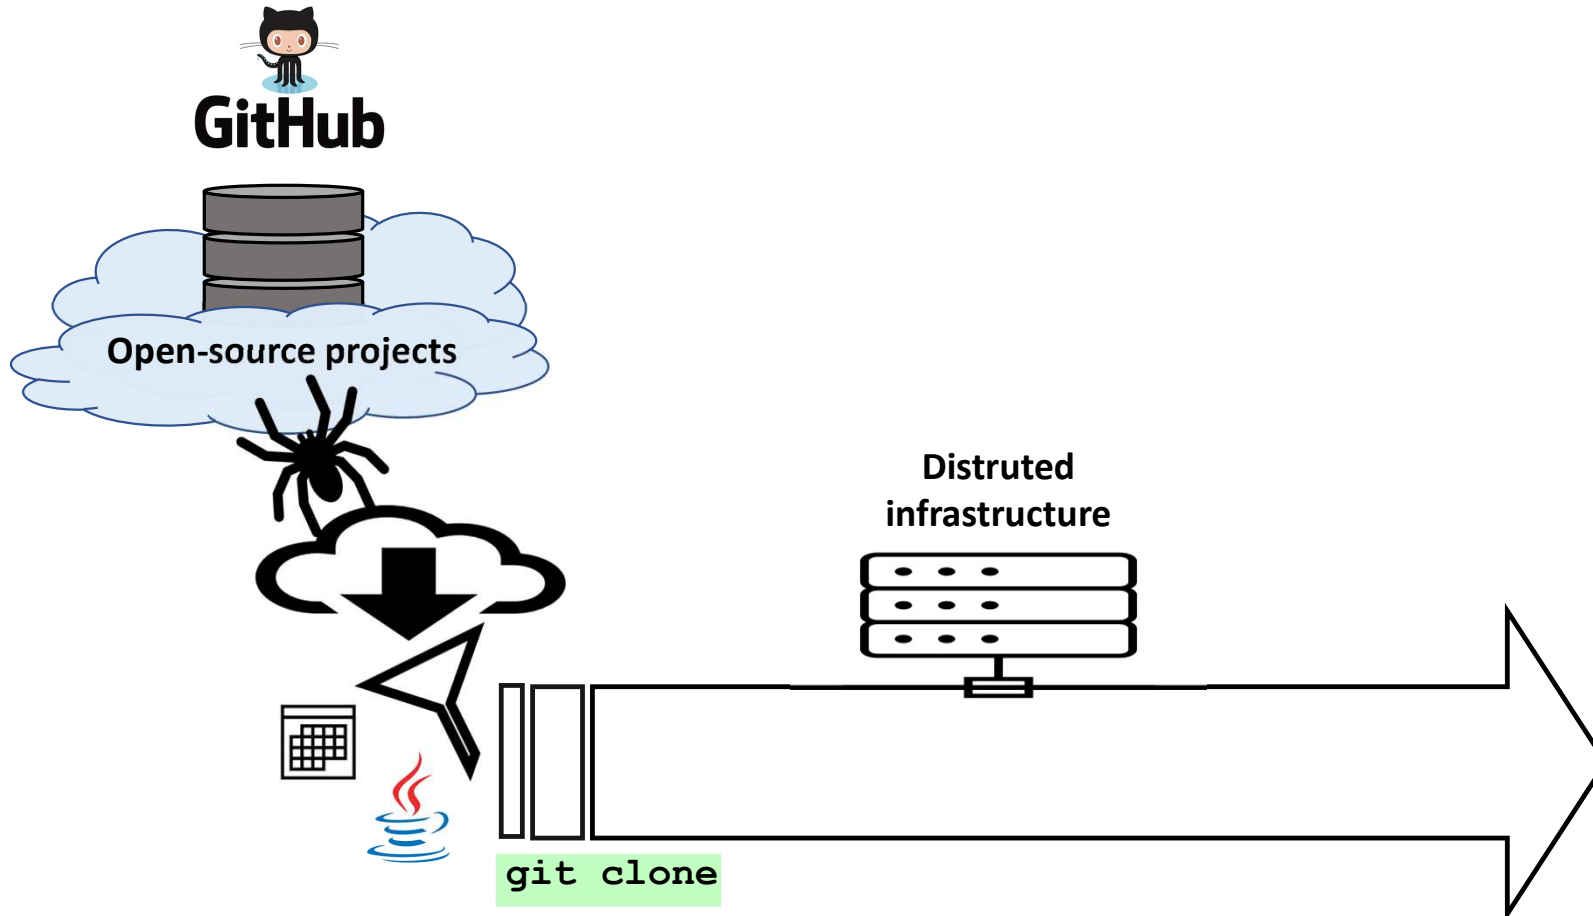 GitHub
Open-source projects
Distruted
infrastructure
git clone